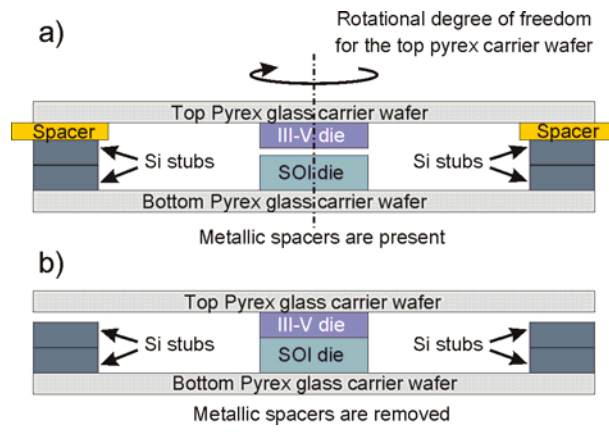 Rotational degree of freedom
for the top pyrex carrier wafer
a)
Top Pyrex glass carrier wafer
Spacer
III-V die
Spacer
Si stubs
SOI die
Si stubs
Bottom Pyrex glass carrier wafer
Metallic spacers are present
b)
Top Pyrex glass carrier wafer
III-V die
Si stubs
SOI die
Si stubs
Bottom Pyrex glass carrier wafer
Metallic spacers are removed